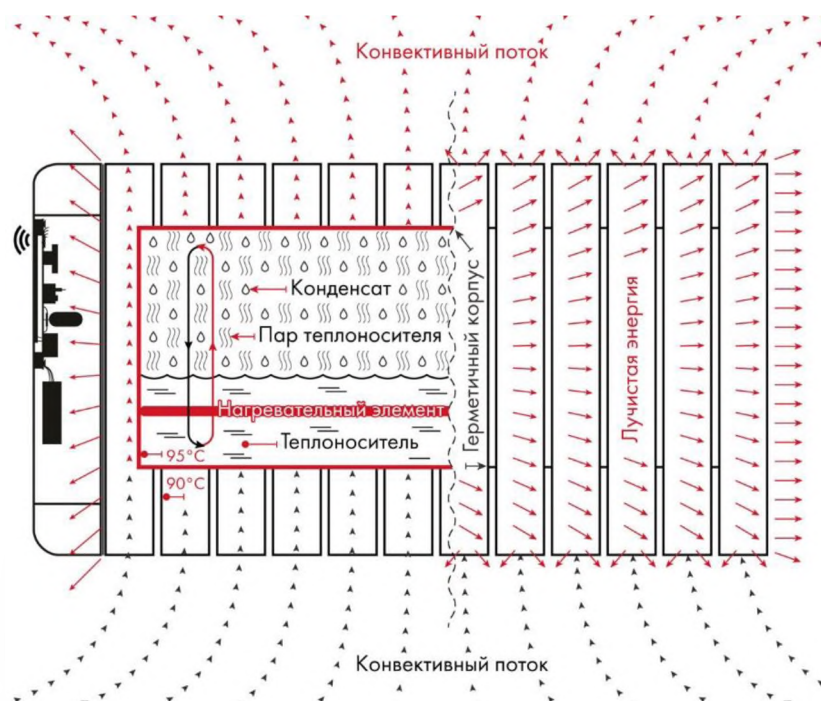 Конвективный поток
Конденсат
Пар теплоносителя
Герметичный корпус
Лучистая энергия
Нагревательный элемент
Теплоноситель
95°C
90°C
Конвективный поток